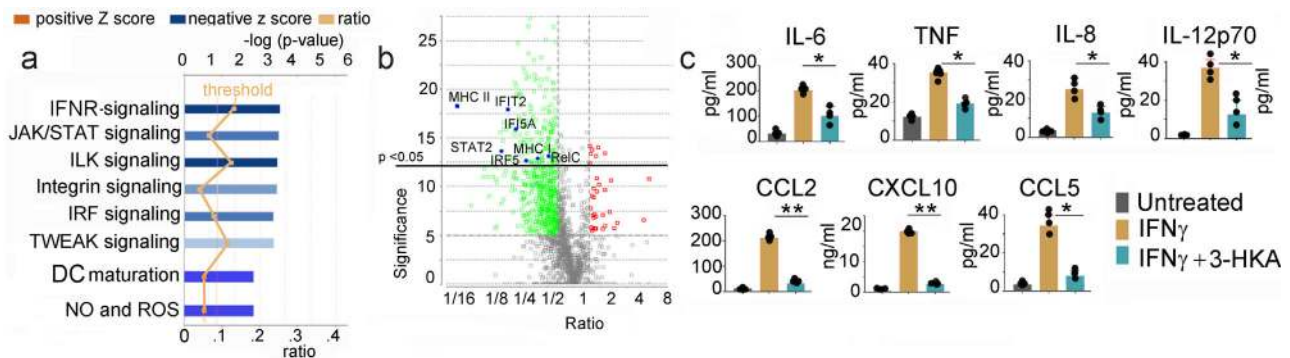 positive Z score negative z score ratio
a
-log (p-value)
0 1 2 3 3 4 5 6
threshold
IFNR-signaling
JAK/STAT signaling
ILK signaling
Integrin signaling
IRF signaling
TWEAK signaling
DC maturation
NO and ROS
0 .1 .2 .3 .4
ratio
b
25
20
15
10
5
0
MHC II
IFIT2
IFI5A
STAT2
MHC I
IRF5
RelC
p <0.05
Significance
1/16 1/8 1/4 1/2 1 2 4 8
Ratio
c
IL-6
pg/ml
300
200
100
0
*
TNF
pg/ml
40
20
0
*
IL-8
pg/ml
40
20
0
*
IL-12p70
pg/ml
40
20
0
*
pg/ml
CCL2
pg/ml
300
200
100
0
**
CXCL10
ng/ml
20
10
0
**
CCL5
pg/ml
40
20
0
*
Untreated
IFNγ
IFNγ+3-HKA